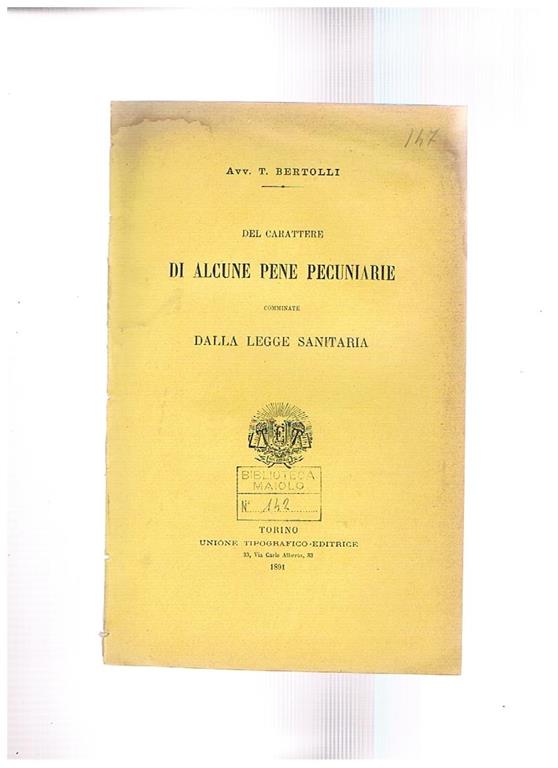 147
Avv. T. BERTOLLI
DEL CARATTERE
DI ALCUNE PENE PECUNIARIE
COMMINATE
DALLA LEGGE SANITARIA
BIBLIOTECA
MAIOLO
N° 142
TORINO
UNIONE TIPOGRAFICO-EDITRICE
33, Via Carlo Alberto, 33
1891